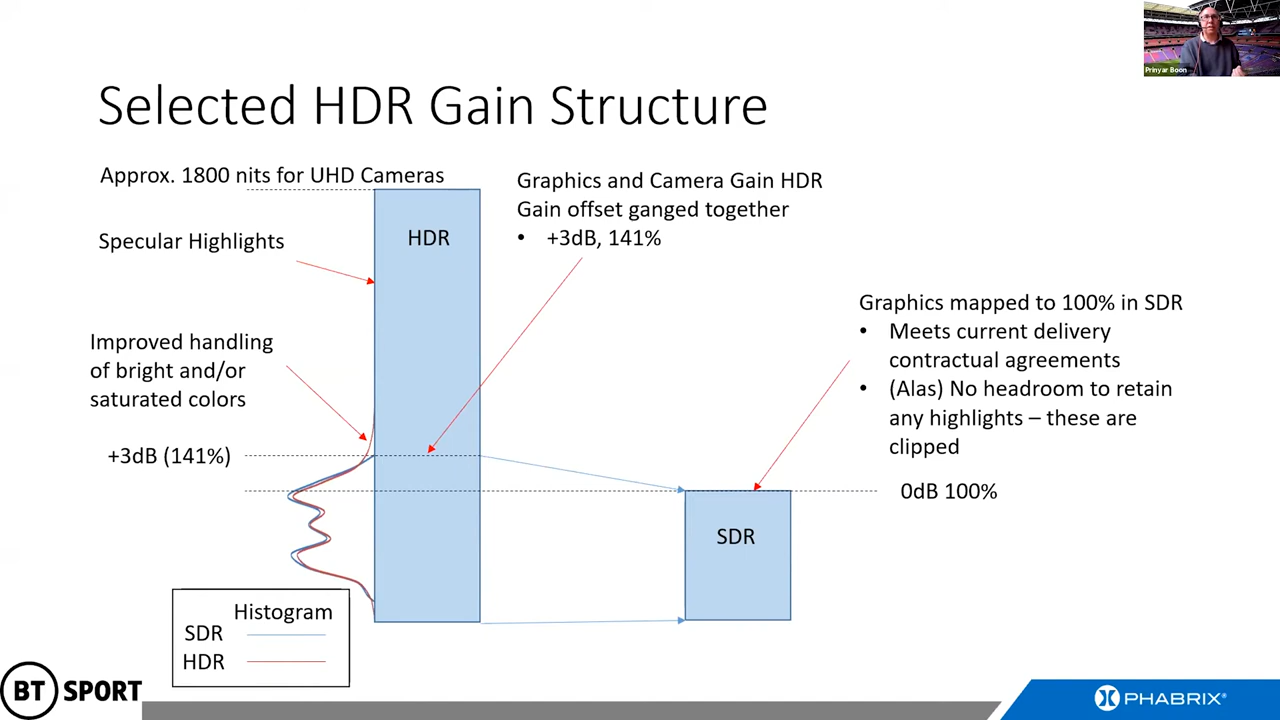 Prinyar Boon
Selected HDR Gain Structure
Approx. 1800 nits for UHD Cameras
Specular Highlights
HDR
Graphics and Camera Gain HDR
Gain offset ganged together
• +3dB, 141%
Improved handling
of bright and/or
saturated colors
+3dB (141%)
Graphics mapped to 100% in SDR
• Meets current delivery
contractual agreements
• (Alas) No headroom to retain
any highlights – these are
clipped
0dB 100%
SDR
Histogram
SDR
HDR
BT SPORT
PHABRIX®